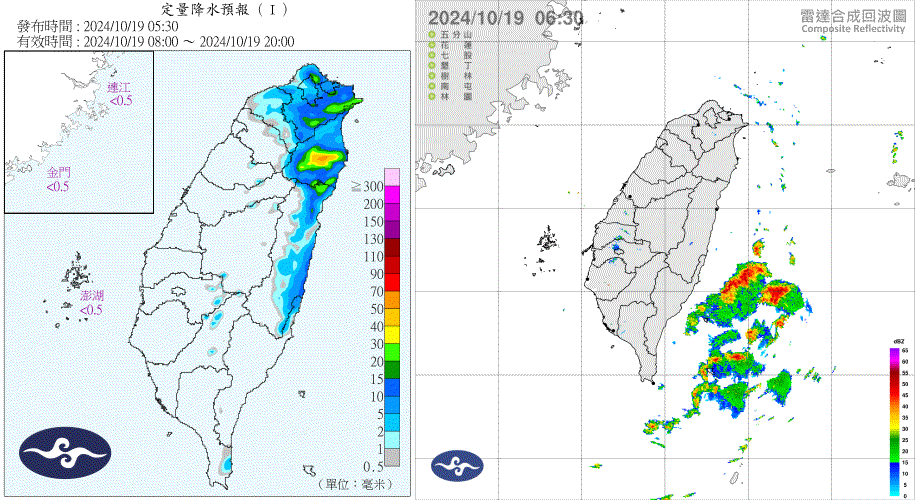 定量降水預報（Ｉ）
發布時間 : 2024/10/19 05:30
有效時間 : 2024/10/19 08:00 ～ 2024/10/19 20:00
連江
<0.5
金門
<0.5
澎湖
<0.5
≧
300
200
150
130
110
90
70
50
40
30
20
15
10
5
2
1
0.5
(單位：毫米)
2024/10/19 06:30
雷達合成回波圖
Composite Reflectivity
五分山
花蓮
七股
墾丁
樹林
南屯
林園
dBZ
65
60
55
50
45
40
35
30
25
20
15
10
5
0